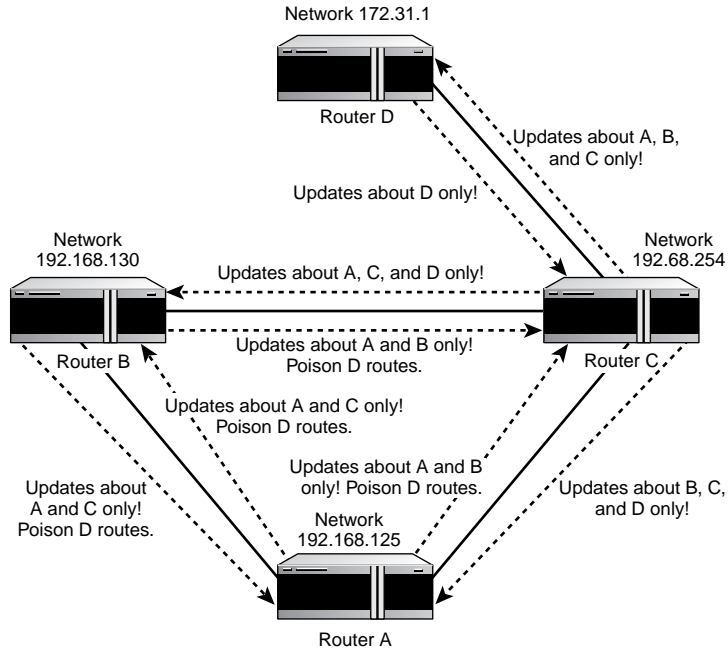 Network 172.31.1
Router D
Updates about A, B,
and C only!
Updates about D only!
Network
192.168.130
Network
192.68.254
Updates about A, C, and D only!
Router B
Updates about A and B only!
Poison D routes.
Router C
Updates about A and C only!
Poison D routes.
Updates about
A and C only!
Poison D routes.
Updates about A and B
only! Poison D routes.
Updates about B, C,
and D only!
Network
192.168.125
Router A